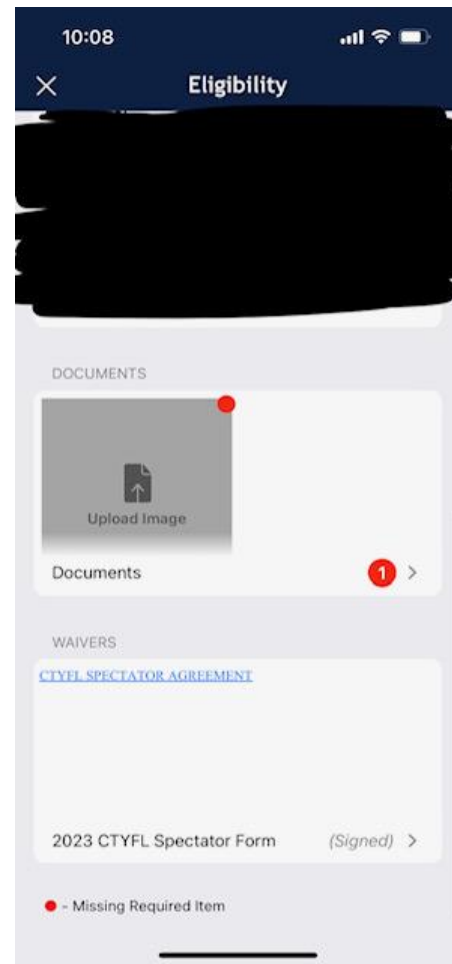 10:08
Eligibility
DOCUMENTS
Upload Image
Documents 1 >
WAIVERS
CTYFL SPECTATOR AGREEMENT
2023 CTYFL Spectator Form (Signed) >
- Missing Required Item